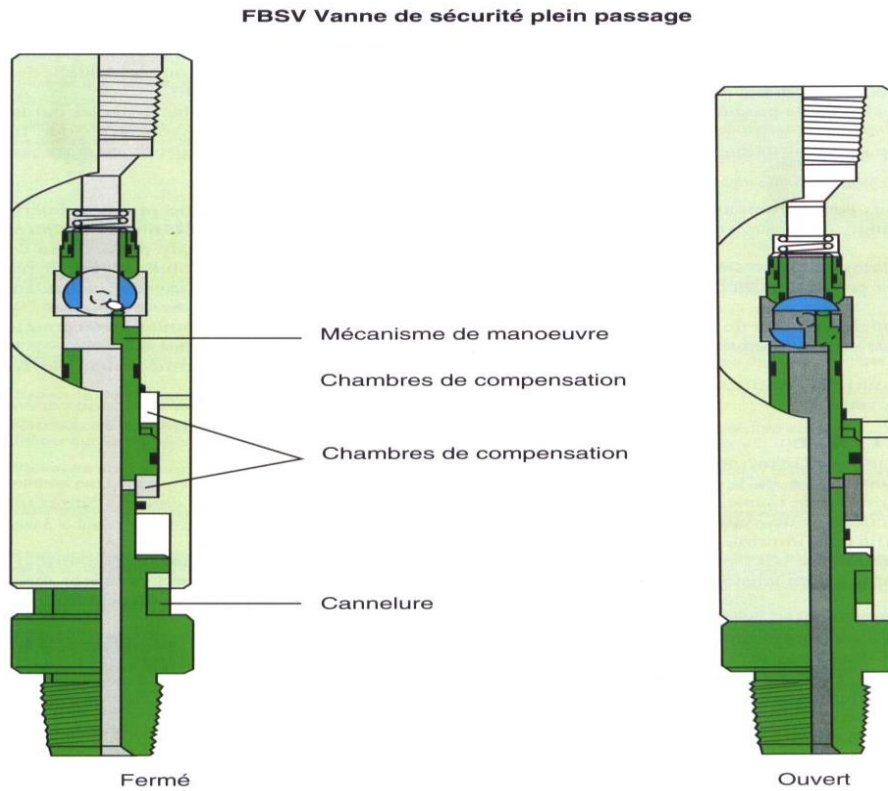 FBSV Vanne de sécurité plein passage
Mécanisme de manoeuvre
Chambres de compensation
Chambres de compensation
Cannelure
Fermé
Ouvert